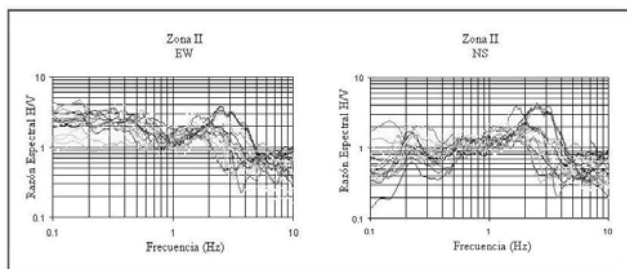 Zona II
EW
Razón Espectral H/V
10
1
0.1
0.1
1
10
Frecuencia (Hz)
Zona II
NS
Razón Espectral H/V
10
1
0.1
0.1
1
10
Frecuencia (Hz)